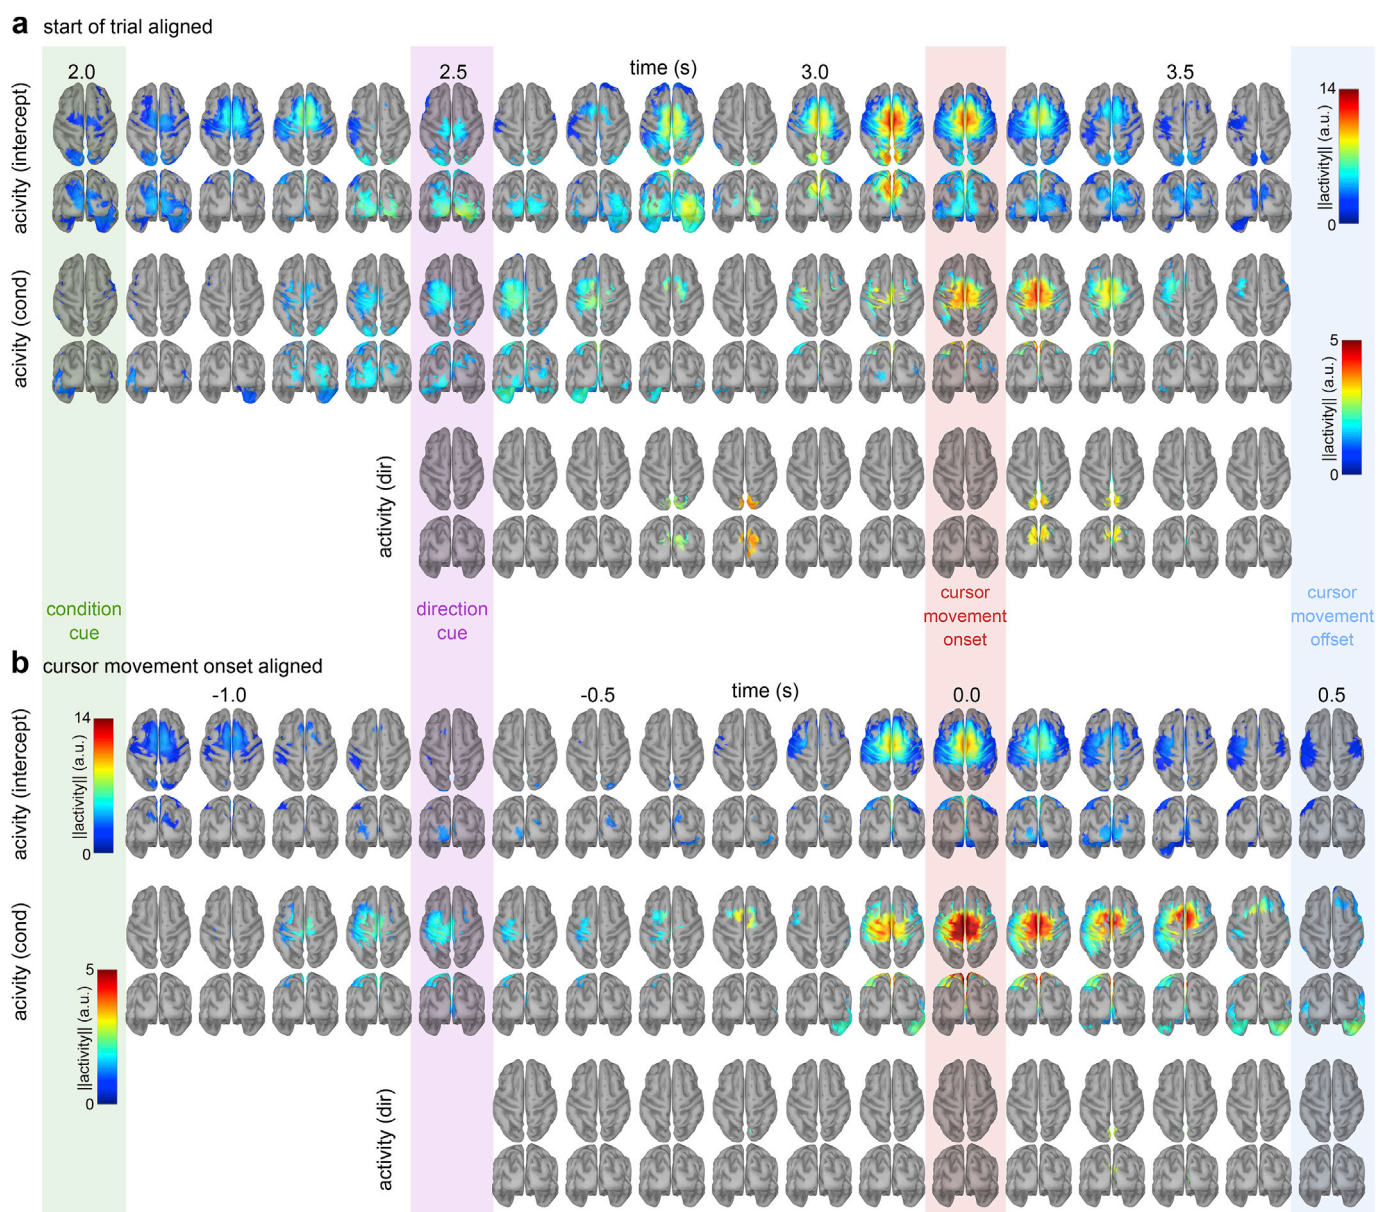 a start of trial aligned
2.0
2.5
time (s)
3.0
3.5
acivity (intercept)
14
||activity|| (a.u.)
0
acivity (cond)
5
||activity|| (a.u.)
0
activity (dir)
condition
cue
direction
cue
cursor
movement
onset
cursor
movement
offset
b cursor movement onset aligned
-1.0
-0.5
time (s)
0.0
0.5
acivity (intercept)
14
||activity|| (a.u.)
0
acivity (cond)
5
||activity|| (a.u.)
0
activity (dir)